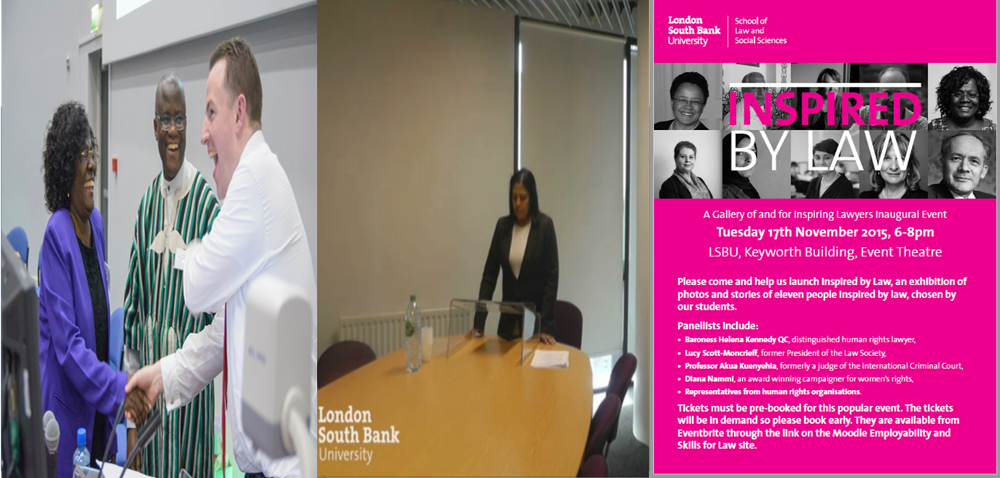 London
South Bank
University
London
South Bank
University
School of
Law and
Social Sciences
INSPIRED
BY LAW
A Gallery of and for Inspiring Lawyers Inaugural Event
Tuesday 17th November 2015, 6-8pm
LSBU, Keyworth Building, Event Theatre
Please come and help us launch Inspired by Law, an exhibition of
photos and stories of eleven people inspired by law, chosen by
our students.
Panellists include:
• Baroness Helena Kennedy QC, distinguished human rights lawyer,
• Lucy Scott-Moncrieff, former President of the Law Society,
• Professor Akua Kuenyehia, formerly a judge of the International Criminal Court,
• Diana Nammi, an award winning campaigner for women's rights,
• Representatives from human rights organisations.
Tickets must be pre-booked for this popular event. The tickets
will be in demand so please book early. They are available from
Eventbrite through the link on the Moodle Employability and
Skills for Law site.